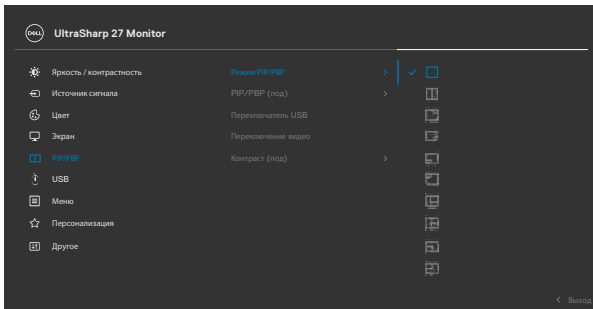 DELL UltraSharp 27 Monitor
Яркость / контрастность
Режим PIP/PBP
Источник сигнала
PIP/PBP (под)
Цвет
Переключатель USB
Экран
Переключение видео
PIP/PBP
Контраст (под)
USB
Меню
Персонализация
Другое
Выход